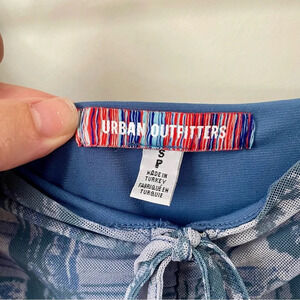 URBAN OUTFITTERS
S
P
MADE IN
TURKEY
FABRIQUÉ EN
TURQUIE